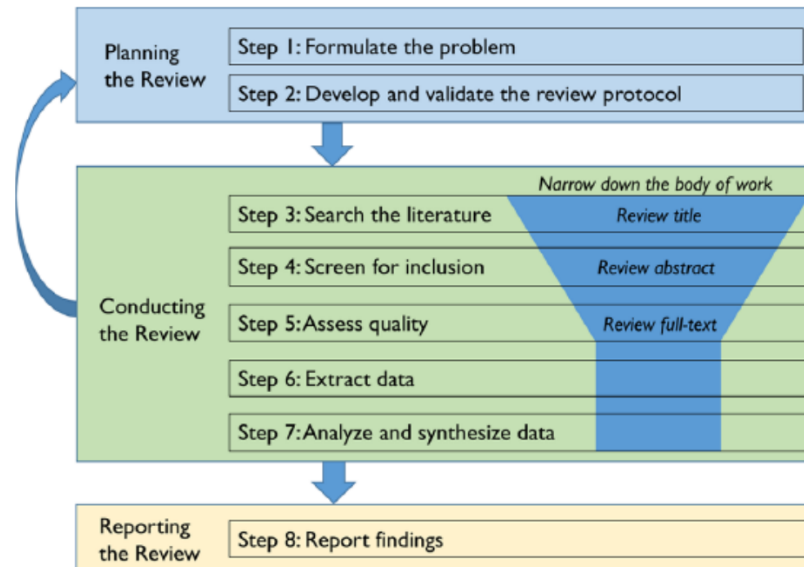 Planning
the Review
Step 1: Formulate the problem
Step 2: Develop and validate the review protocol
Conducting
the Review
Narrow down the body of work
Step 3: Search the literature
Review title
Step 4: Screen for inclusion
Review abstract
Step 5: Assess quality
Review full-text
Step 6: Extract data
Step 7: Analyze and synthesize data
Reporting
the Review
Step 8: Report findings